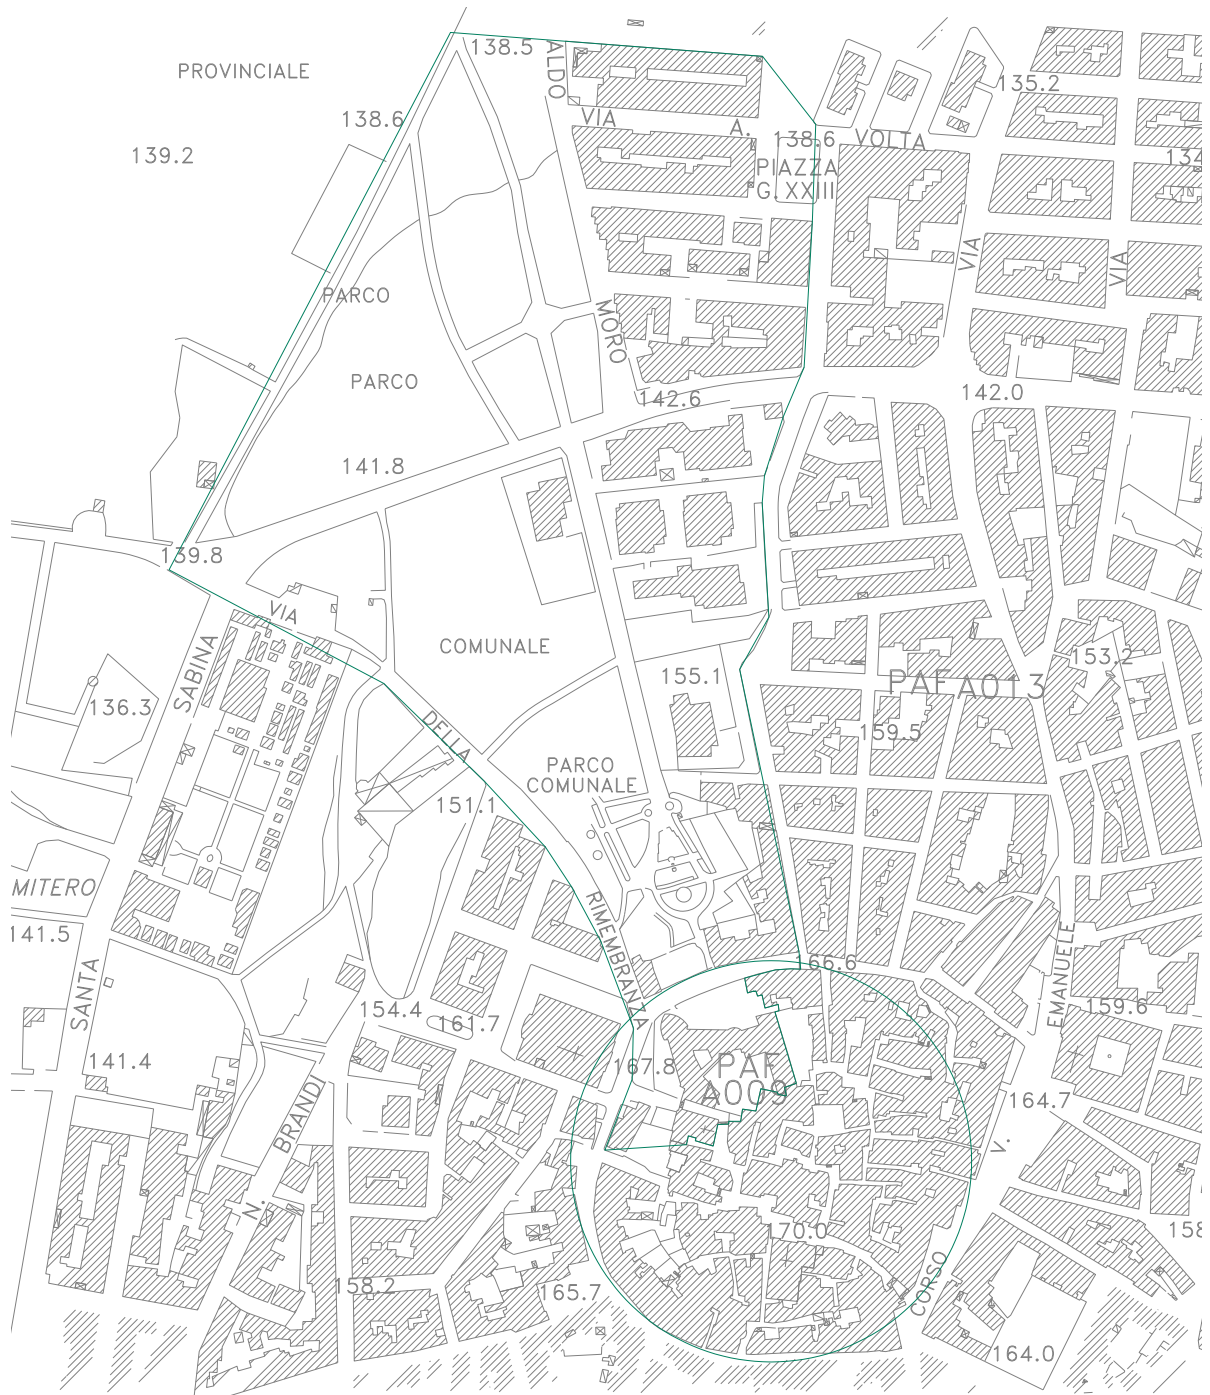 138.5
PROVINCIALE
ALDO
135.2
138.6
VIA
A.
138.6
VOLTA
139.2
PIAZZA
G. XXIII
134
VIA
VIA
PARCO
MORO
PARCO
142.6
142.0
141.8
139.8
VIA
COMUNALE
SABINA
153.2
155.1
PAFA013
136.3
DELLA
159.5
PARCO
COMUNALE
151.1
MITERO
RIMEMBRANZA
141.5
EMANUELE
166.6
SANTA
154.4
161.7
159.6
141.4
167.8
PAF
A009
BRANDI
164.7
V.
N.
170.0
158
158.2
165.7
CORSO
164.0